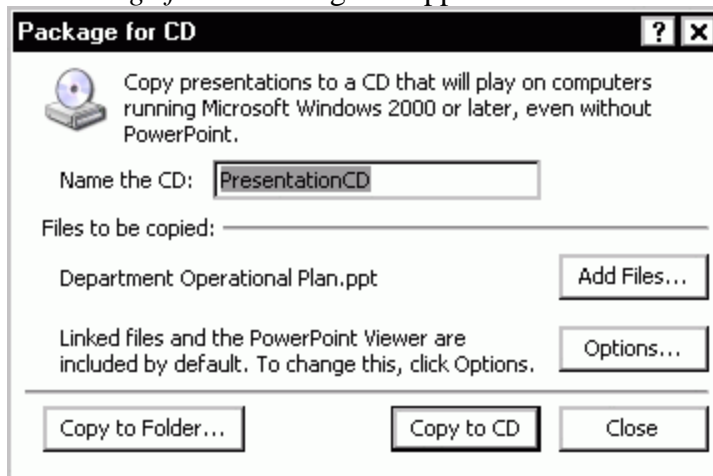 Package for CD
Copy presentations to a CD that will play on computers
running Microsoft Windows 2000 or later, even without
PowerPoint.
Name the CD: PresentationCD
Files to be copied:
Department Operational Plan.ppt Add Files...
Linked files and the PowerPoint Viewer are
included by default. To change this, click Options. Options...
Copy to Folder... Copy to CD Close